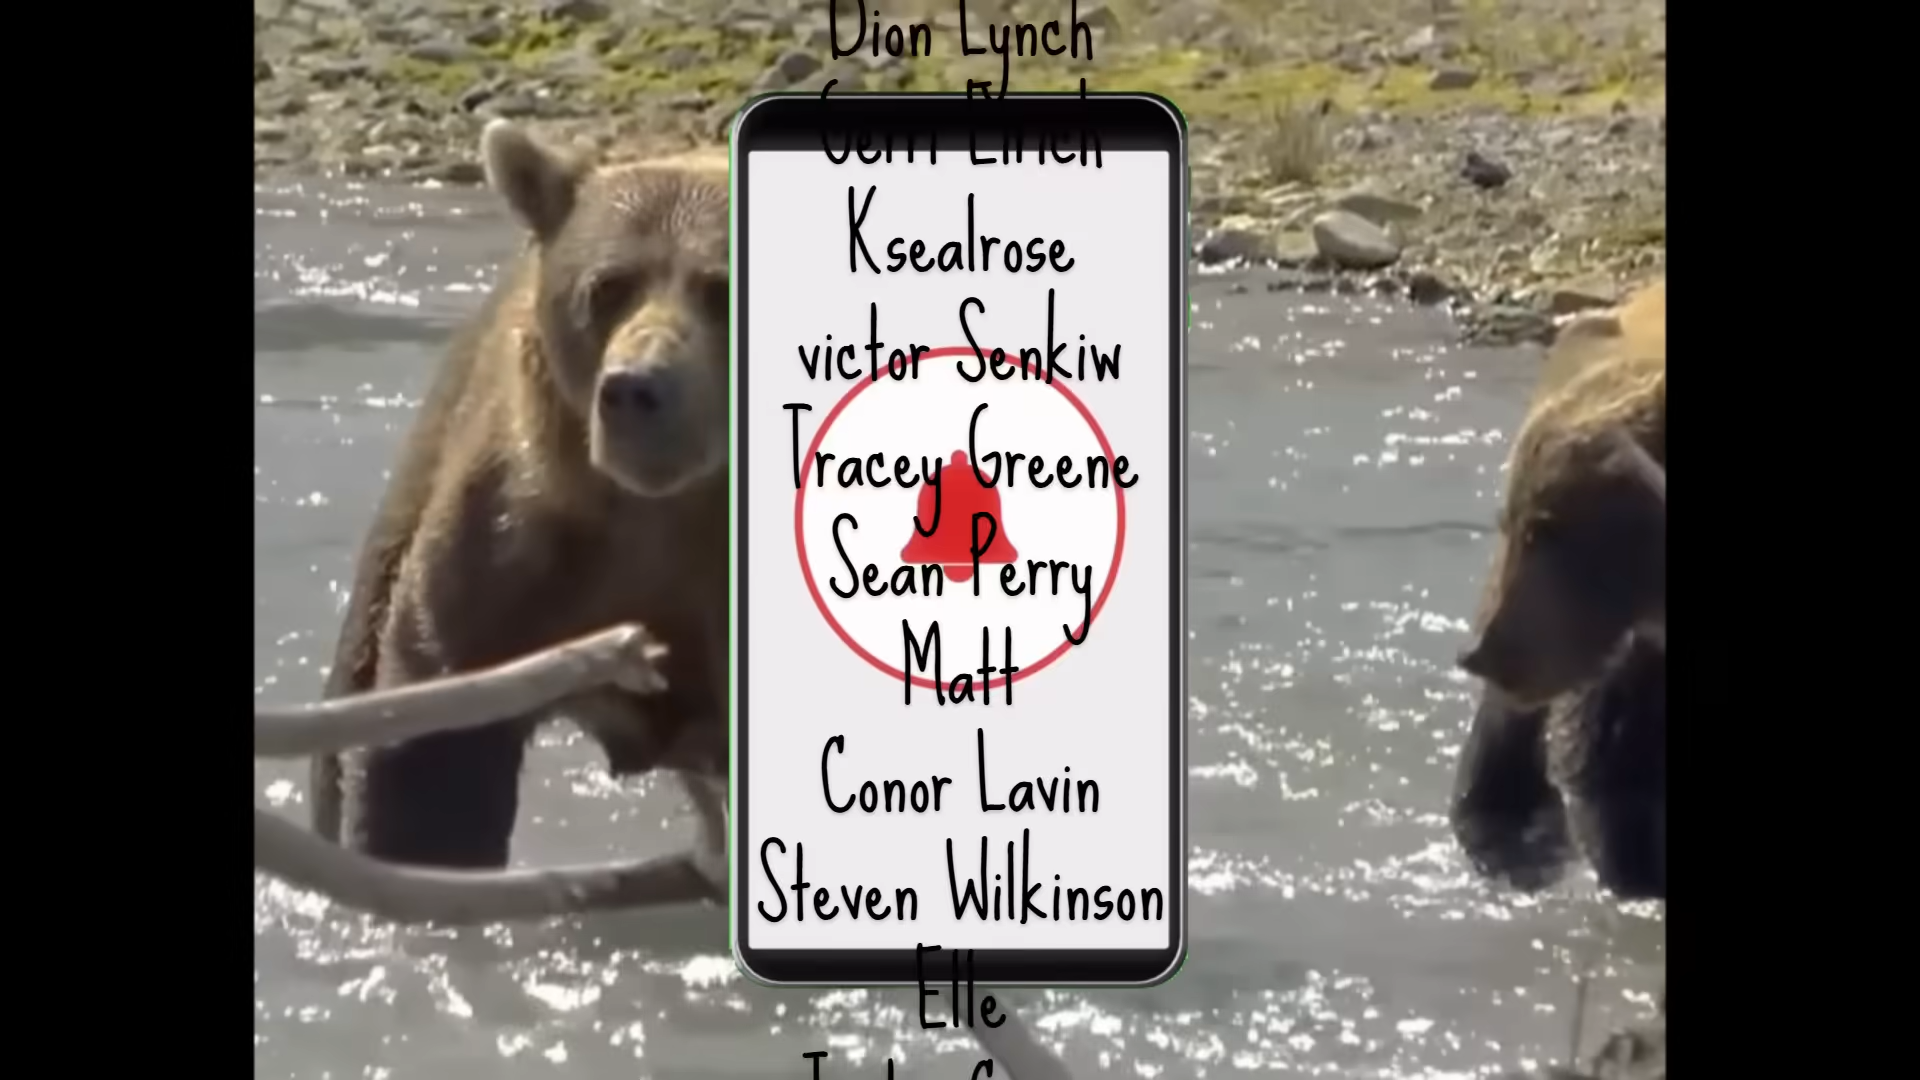 Dion Lynch
Ksealrose
victor Senkiw
Tracey Greene
Sean Perry
Matt
Conor Lavin
Steven Wilkinson
Elle